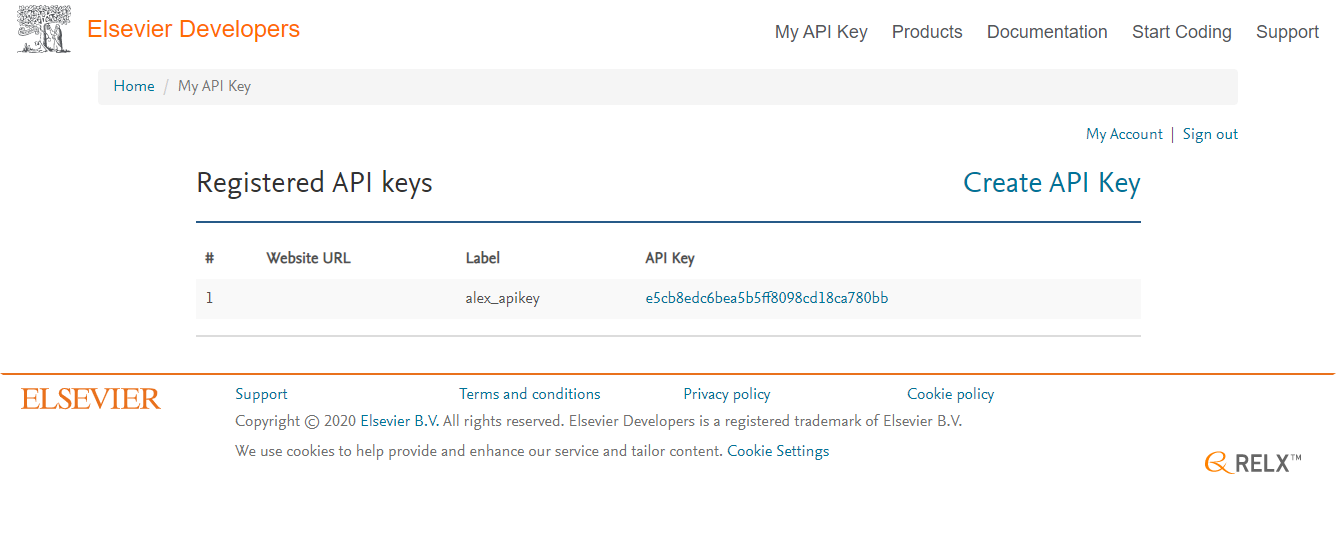 Elsevier Developers
My API Key Products Documentation Start Coding Support
Home / My API Key
My Account | Sign out
Registered API keys Create API Key
# Website URL Label API Key
1 alex_apikey e5cb8edc6bea5b5ff8098cd18ca780bb
ELSEVIER Support Terms and conditions Privacy policy Cookie policy
Copyright © 2020 Elsevier B.V. All rights reserved. Elsevier Developers is a registered trademark of Elsevier B.V.
We use cookies to help provide and enhance our service and tailor content. Cookie Settings
RELX™